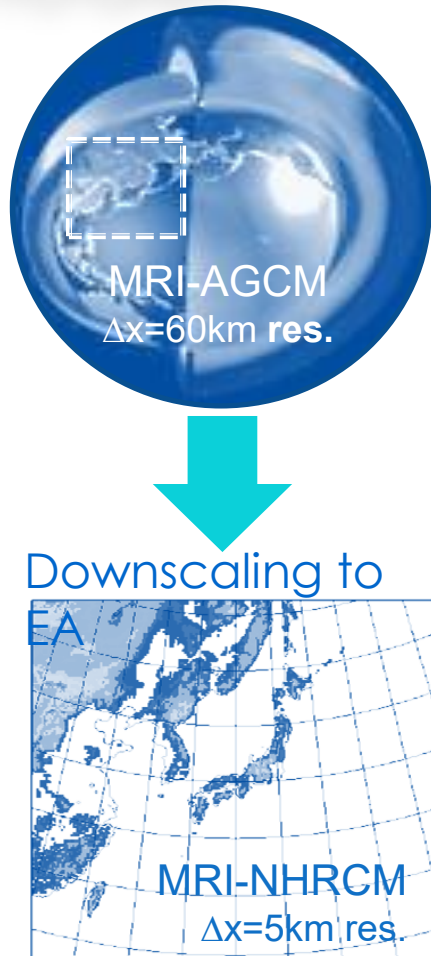 MRI-AGCM
Δx=60km res.
Downscaling to
EA
MRI-NHRCM
Δx=5km res.